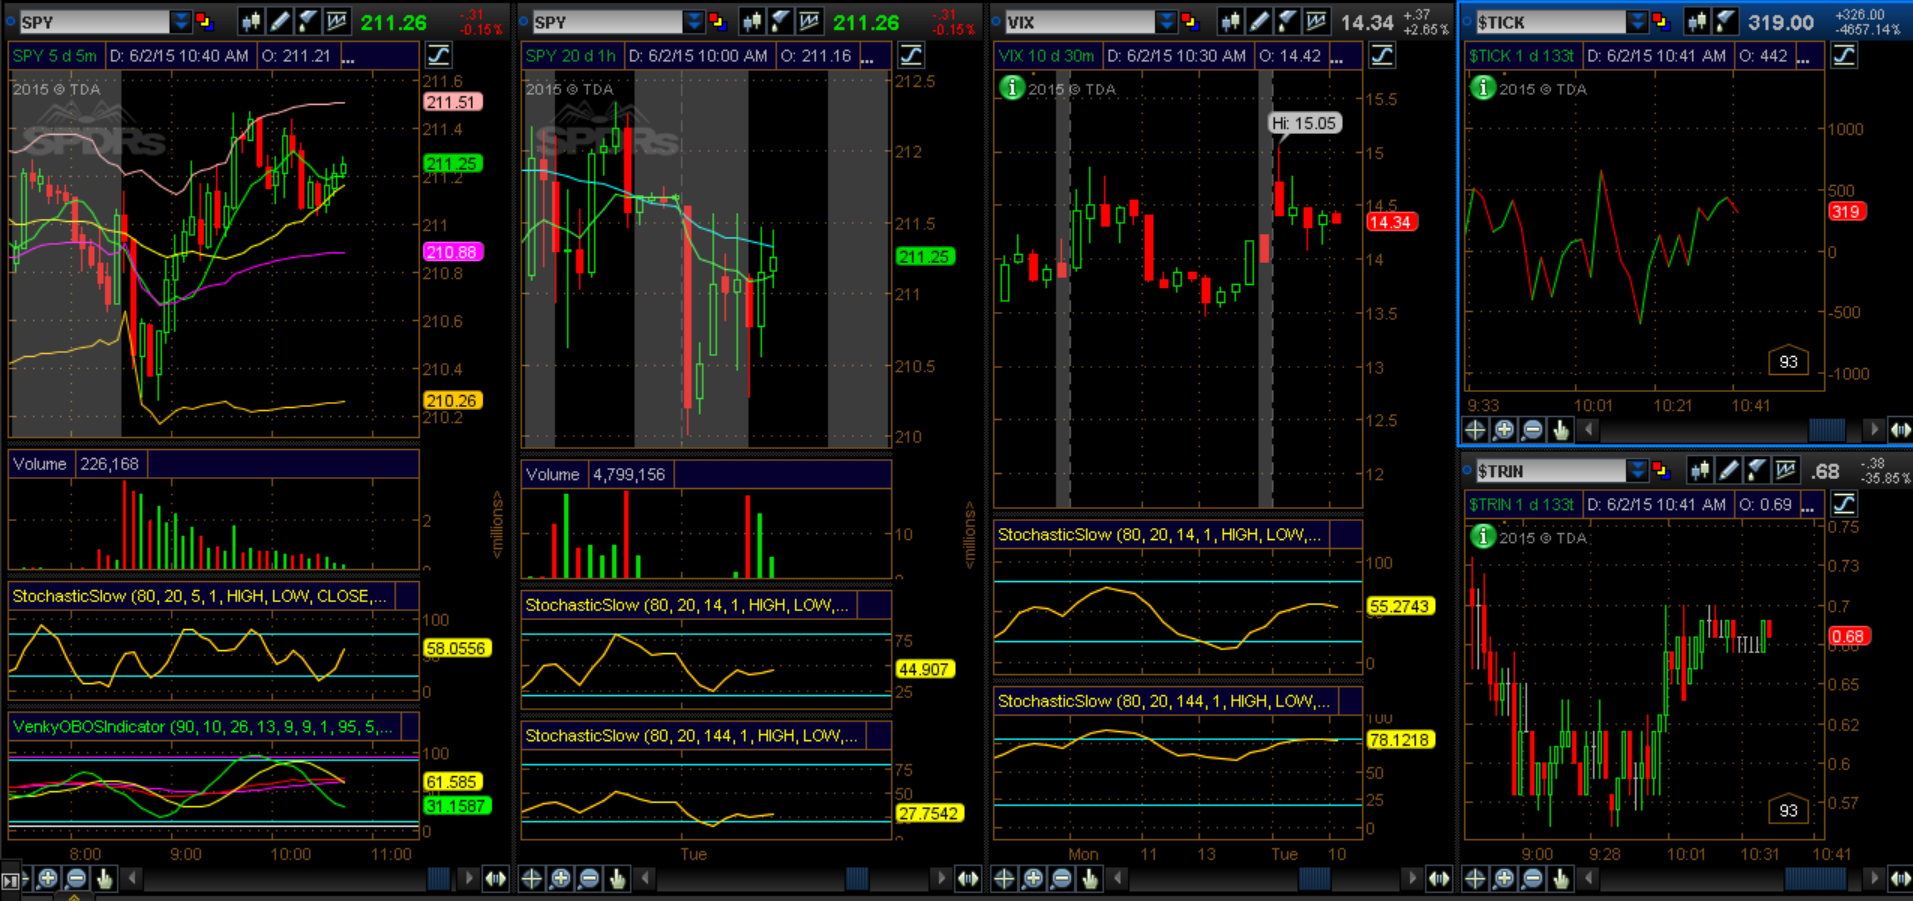 SPY
211.26
-.31
-0.15%
SPY 5 d 5m
D: 6/2/15 10:40 AM
O: 211.21
...
2015 © TDA
SPDRs
211.6
211.51
211.4
211.25
211.2
211
210.88
210.8
210.6
210.4
210.26
210.2
Volume
226,168
2
<millions>
StochasticSlow (80, 20, 5, 1, HIGH, LOW, CLOSE,...
100
58.0556
0
VenkyOBOSIndicator (90, 10, 26, 13, 9, 9, 1, 95, 5,...
100
61.585
31.1587
0
8:00
9:00
10:00
11:00
SPY
211.26
-.31
-0.15%
SPY 20 d 1h
D: 6/2/15 10:00 AM
O: 211.16
...
2015 © TDA
SPDRs
212.5
212
211.5
211.25
211
210.5
210
Volume
4,799,156
10
<millions>
StochasticSlow (80, 20, 14, 1, HIGH, LOW,...
75
44.907
25
StochasticSlow (80, 20, 144, 1, HIGH, LOW,...
75
50
27.7542
Tue
VIX
14.34
+.37
+2.65%
VIX 10 d 30m
D: 6/2/15 10:30 AM
O: 14.42
...
2015 © TDA
Hi: 15.05
15.5
15
14.5
14.34
14
13.5
13
12.5
12
StochasticSlow (80, 20, 14, 1, HIGH, LOW,...
100
55.2743
0
StochasticSlow (80, 20, 144, 1, HIGH, LOW,...
100
78.1218
50
25
0
Mon
11
13
Tue
10
$TICK
319.00
+326.00
-4657.14%
$TICK 1 d 133t
D: 6/2/15 10:41 AM
O: 442
...
2015 © TDA
1000
500
319
0
-500
93
-1000
9:33
10:01
10:21
10:41
$TRIN
.68
-.38
-35.85%
$TRIN 1 d 133t
D: 6/2/15 10:41 AM
O: 0.69
...
2015 © TDA
0.75
0.73
0.7
0.68
0.65
0.62
0.6
0.57
93
9:00
9:28
10:01
10:31
10:41